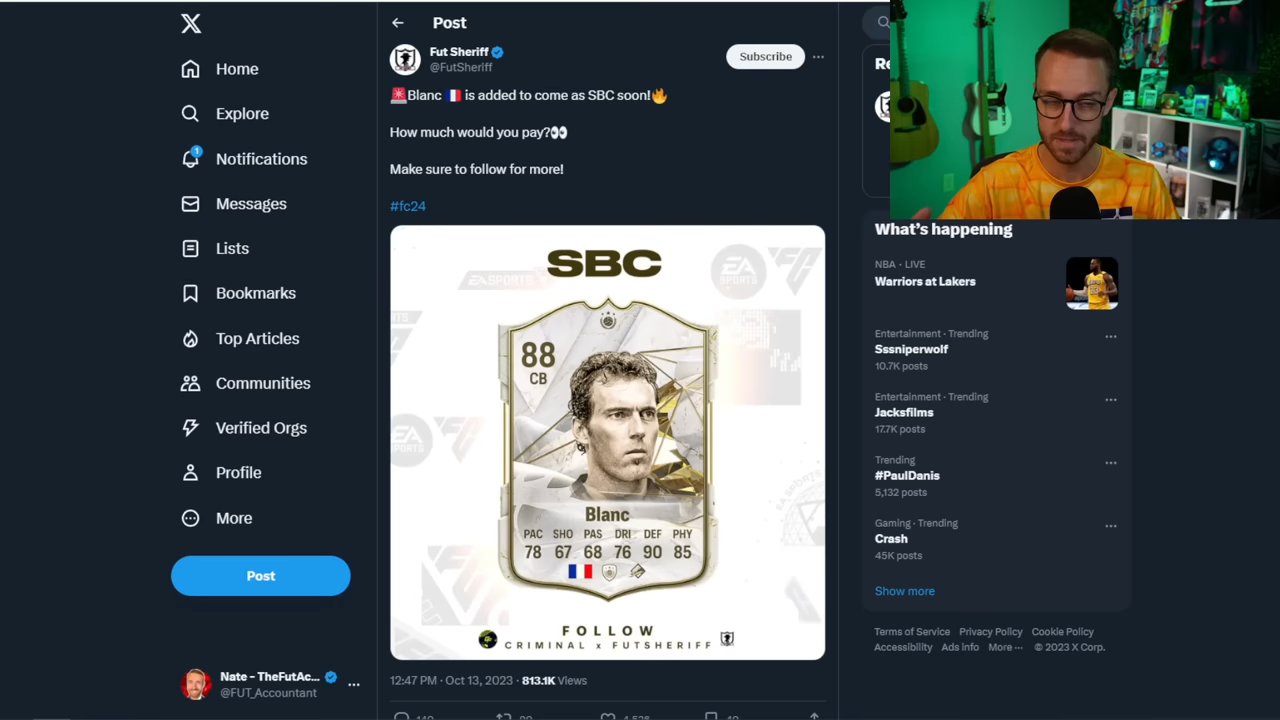 Home
Explore
1
Notifications
Messages
Lists
Bookmarks
Top Articles
Communities
Verified Orgs
Profile
More
Post
Nate - TheFutAc...
@FUT_Accountant
Post
Fut Sheriff
@FutSheriff
Subscribe
🚨Blanc 🇫🇷 is added to come as SBC soon!🔥
How much would you pay?👀
Make sure to follow for more!
#fc24
SBC
EA SPORTS
88
CB
Blanc
PAC SHO PAS DRI DEF PHY
78 67 68 76 90 85
FOLLOW
CRIMINAL x FUTSHERIFF
12:47 PM · Oct 13, 2023 · 813.1K Views
Re
What's happening
NBA · LIVE
Warriors at Lakers
Entertainment · Trending
Sssniperwolf
10.7K posts
Entertainment · Trending
Jacksfilms
17.7K posts
Trending
#PaulDanis
5,132 posts
Gaming · Trending
Crash
45K posts
Show more
Terms of Service Privacy Policy Cookie Policy
Accessibility Ads info More ··· © 2023 X Corp.